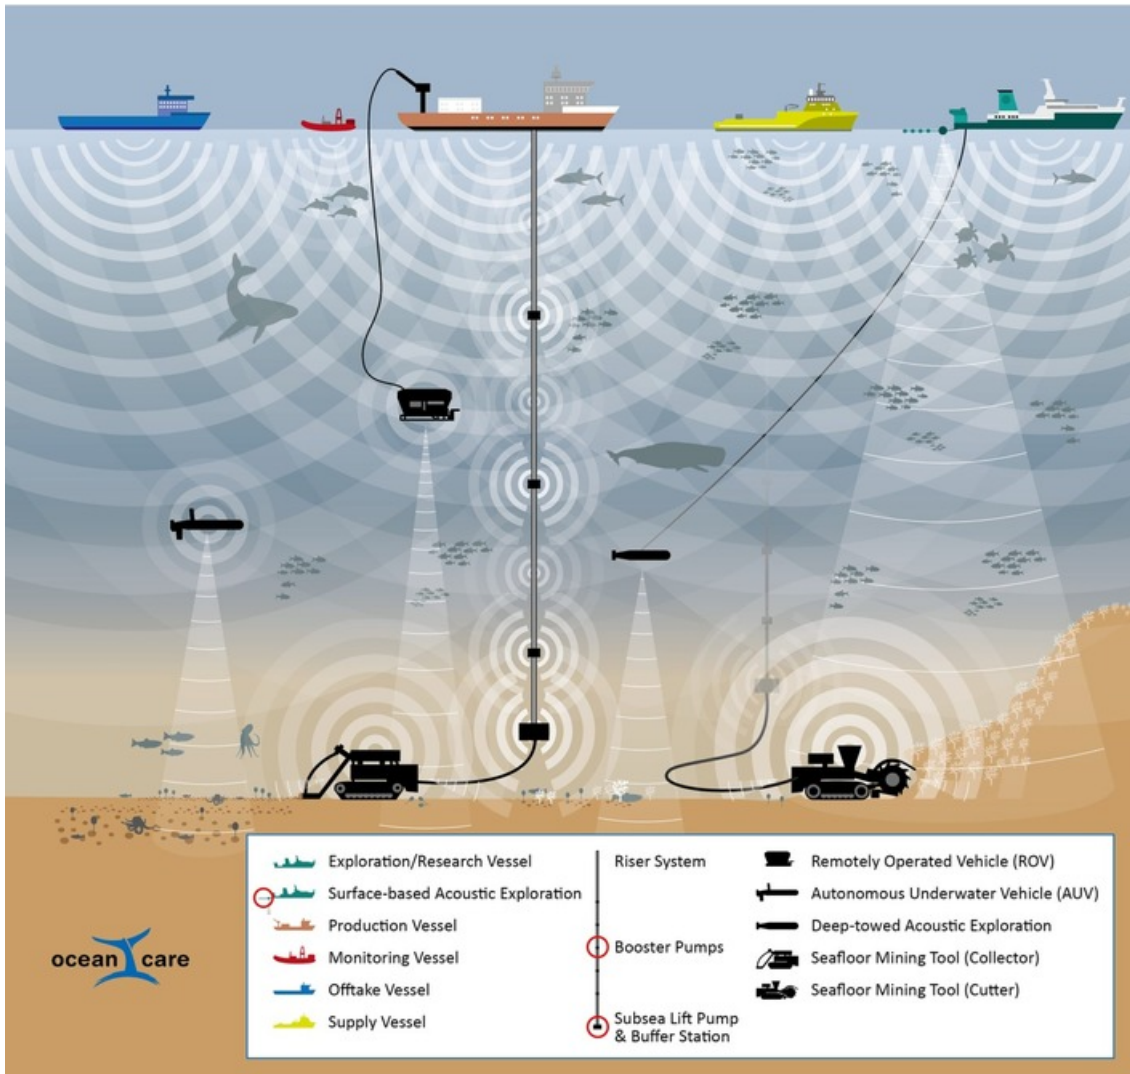 Exploration/Research Vessel
Surface-based Acoustic Exploration
Production Vessel
Monitoring Vessel
Offtake Vessel
Supply Vessel
Riser System
Booster Pumps
Subsea Lift Pump
& Buffer Station
Remotely Operated Vehicle (ROV)
Autonomous Underwater Vehicle (AUV)
Deep-towed Acoustic Exploration
Seafloor Mining Tool (Collector)
Seafloor Mining Tool (Cutter)
ocean care